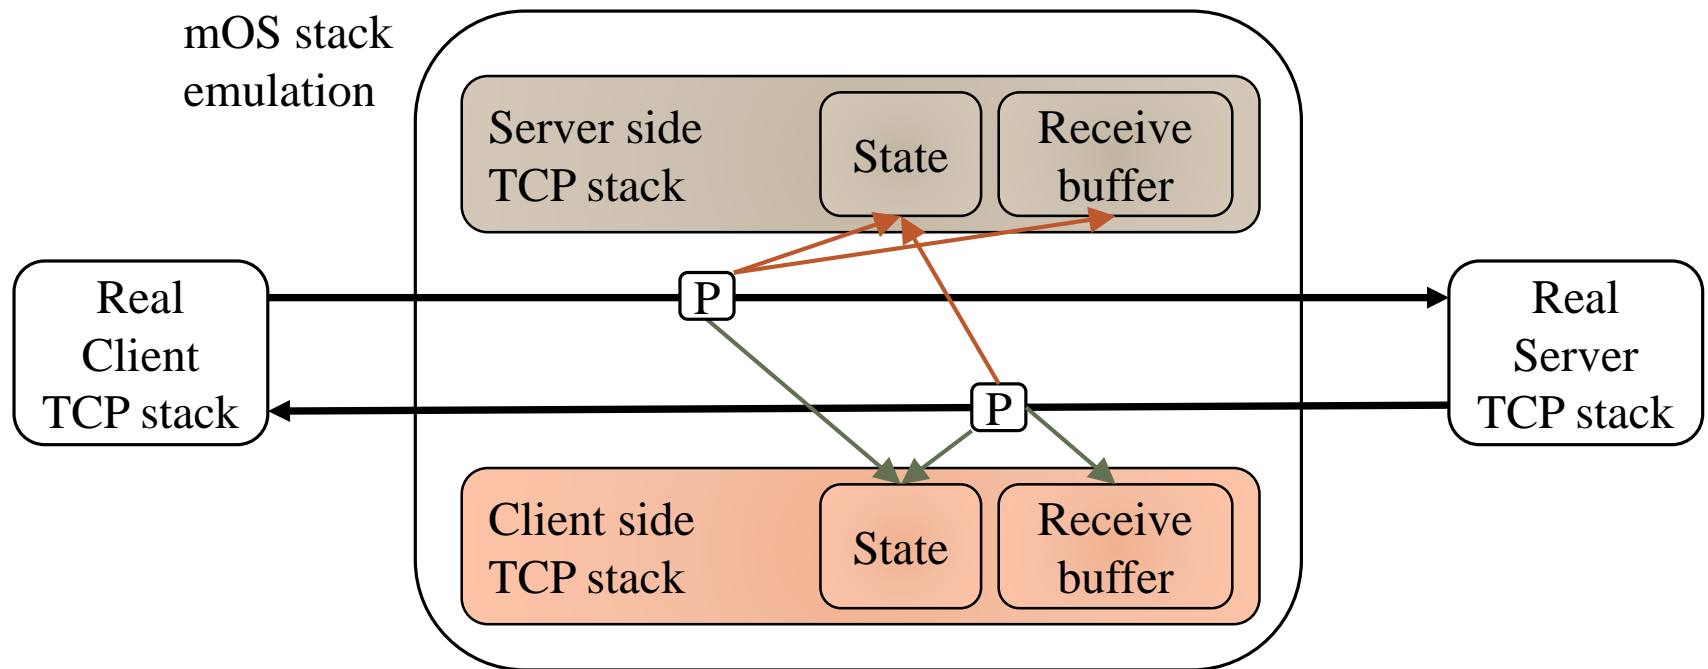 mOS stack
emulation
Server side
TCP stack
State
Receive
buffer
Real
Client
TCP stack
P
P
Real
Server
TCP stack
Client side
TCP stack
State
Receive
buffer